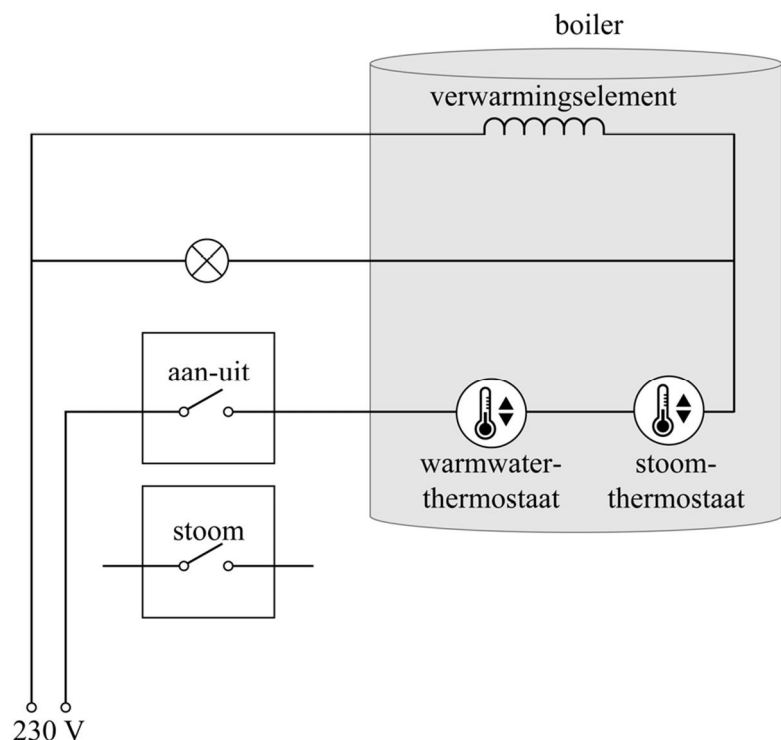 boiler
verwarmingselement
aan-uit
warmwater-
thermostaat
stoom-
thermostaat
stoom
230 V